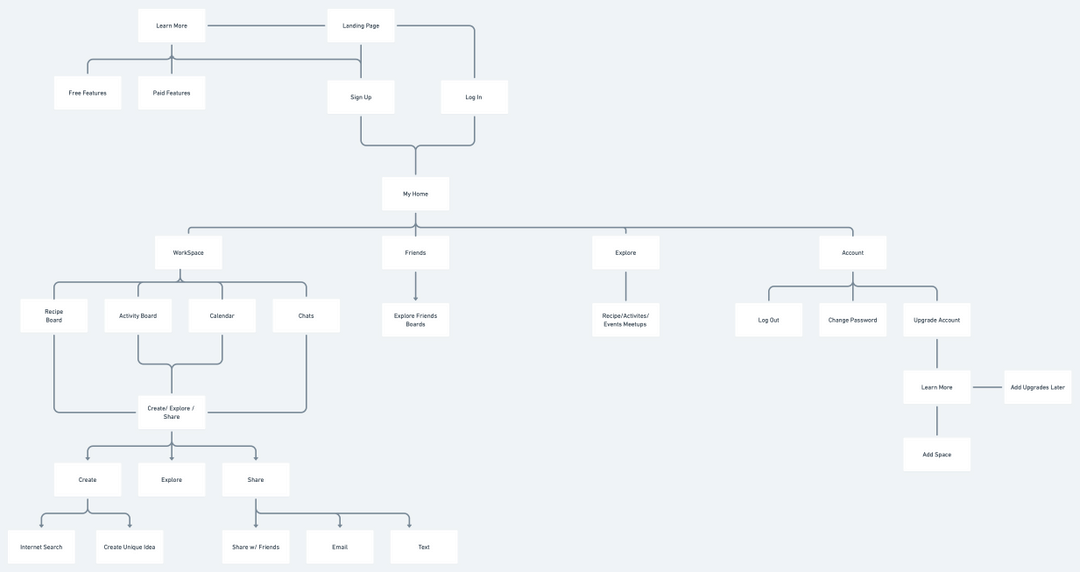 Learn More
Landing Page
Free Features
Paid Features
Sign Up
Log In
My Home
WorkSpace
Friends
Explore
Account
Recipe
Board
Activity Board
Calendar
Chats
Explore Friends
Boards
Recipe/Activites/
Events Meetups
Log Out
Change Password
Upgrade Account
Learn More
Add Upgrades Later
Create/ Explore /
Share
Add Space
Create
Explore
Share
Internet Search
Create Unique Idea
Share w/ Friends
Email
Text